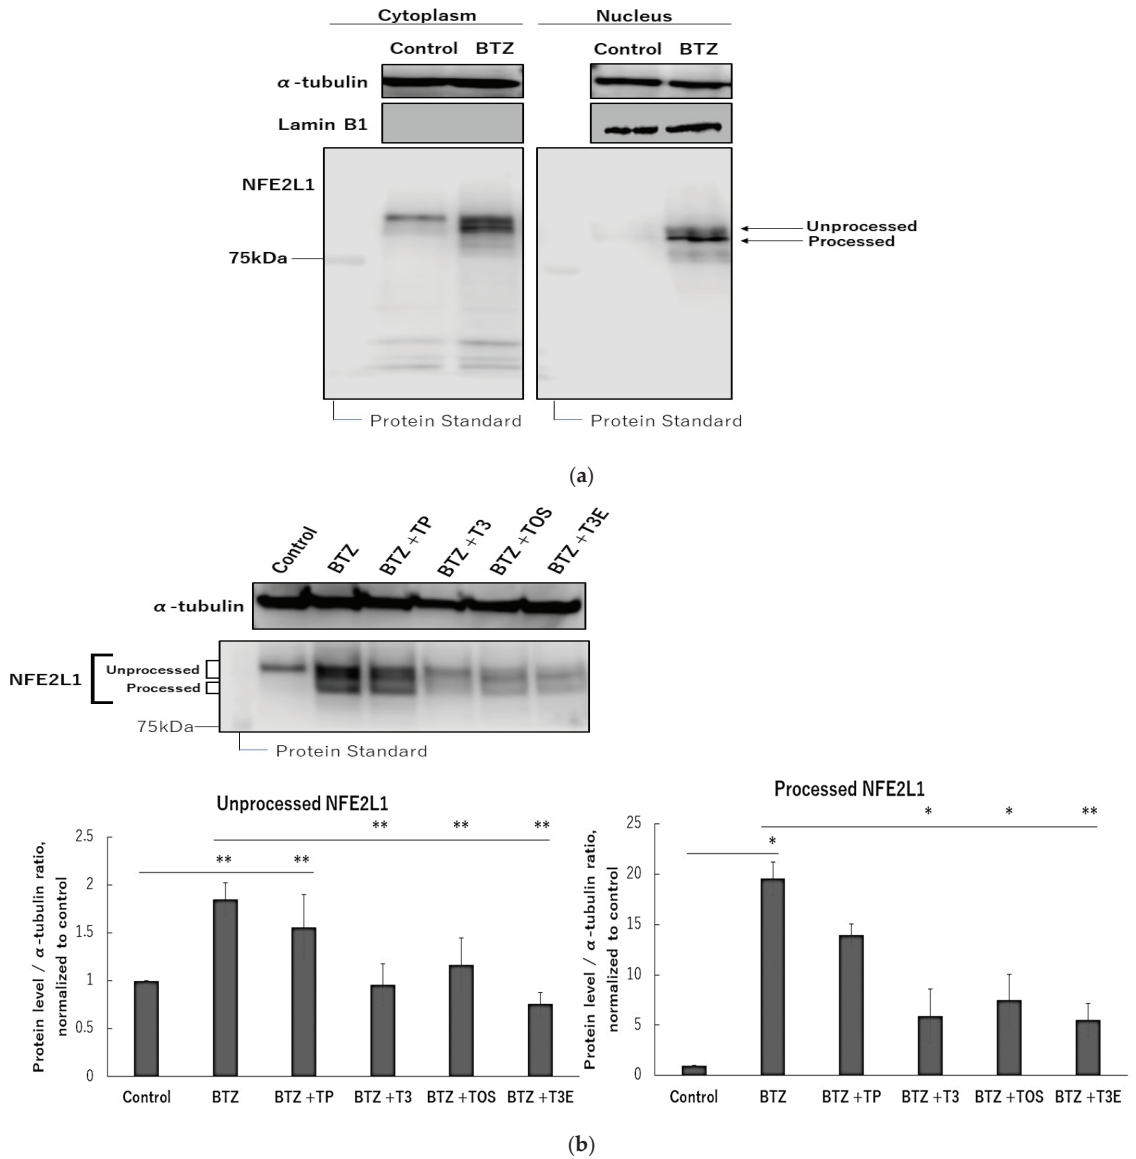 Cytoplasm Nucleus
Control BTZ Control BTZ
α-tubulin
Lamin B1
NFE2L1
Unprocessed
Processed
75kDa
Protein Standard Protein Standard
(a)
Control BTZ BTZ +TP BTZ +T3 BTZ +TOS BTZ +T3E
α-tubulin
NFE2L1
Unprocessed
Processed
75kDa
Protein Standard
Unprocessed NFE2L1
Protein level / α-tubulin ratio,
normalized to control
2.5
2
1.5
1
0.5
0
** **
** ** **
Control BTZ BTZ +TP BTZ +T3 BTZ +TOS BTZ +T3E
Processed NFE2L1
Protein level / α-tubulin ratio,
normalized to control
25
20
15
10
5
0
* * **
*
Control BTZ BTZ +TP BTZ +T3 BTZ +TOS BTZ +T3E
(b)